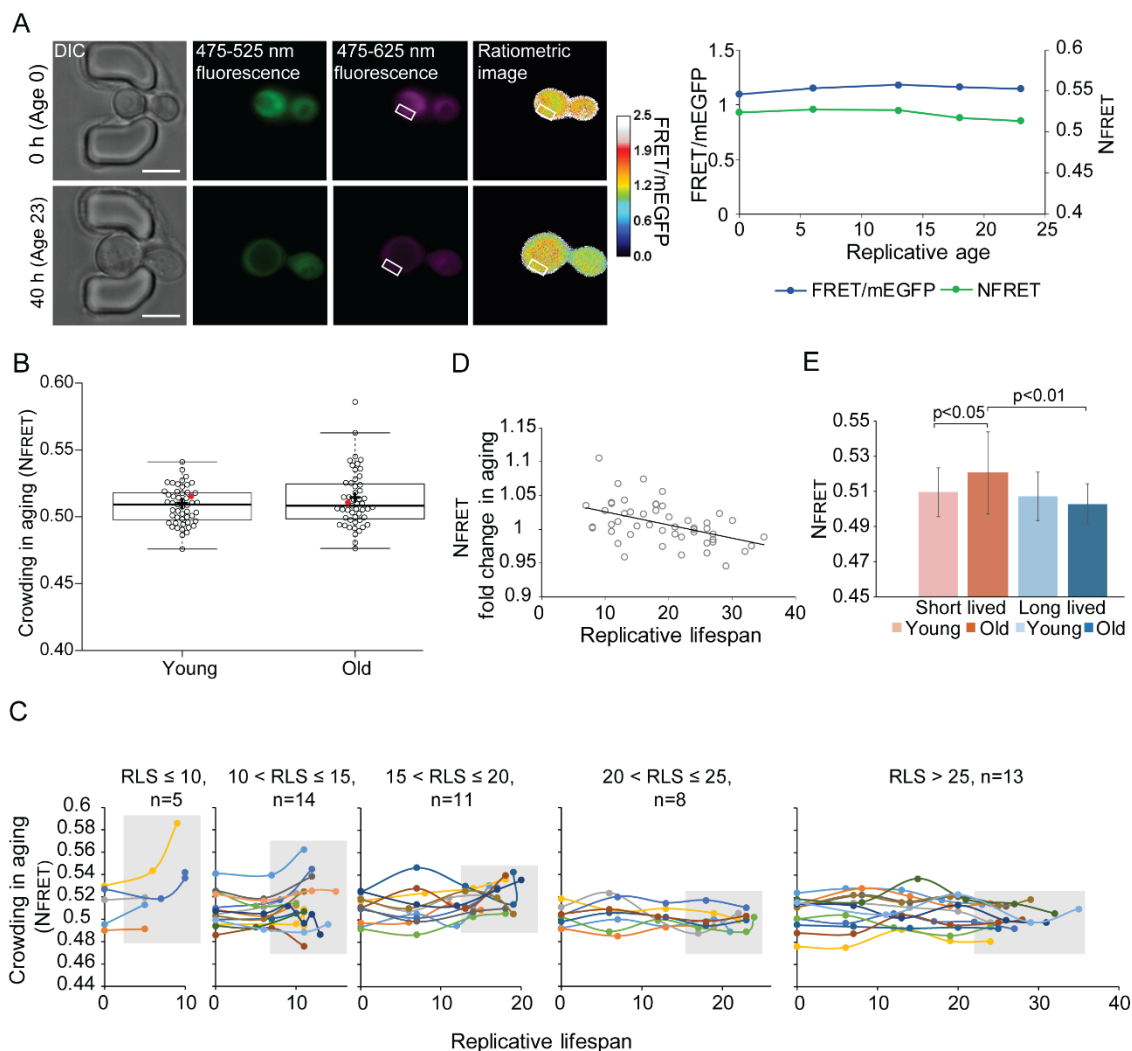 A
DIC
475-525 nm
fluorescence
475-625 nm
fluorescence
Ratiometric
image
0 h (Age 0)
40 h (Age 23)
2.5
1.9
1.2
0.6
0.0
FRET/mEGFP
1.5
1
0.5
0
FRET/mEGFP
0.6
0.55
0.5
0.45
0.4
NFRET
0 5 10 15 20 25
Replicative age
FRET/mEGFP NFRET
B
0.60
0.55
0.50
0.45
0.40
Crowding in aging (NFRET)
Young Old
D
1.15
1.1
1.05
1
0.95
0.9
NFRET
fold change in aging
0 10 20 30 40
Replicative lifespan
E
p<0.05
p<0.01
0.55
0.53
0.51
0.49
0.47
0.45
NFRET
Short lived Long lived
Young Old Young Old
C
RLS ≤ 10,
n=5
10 < RLS ≤ 15,
n=14
15 < RLS ≤ 20,
n=11
20 < RLS ≤ 25,
n=8
RLS > 25, n=13
0.6
0.58
0.56
0.54
0.52
0.5
0.48
0.46
0.44
Crowding in aging
(NFRET)
0 10
0 10
0 10 20
0 10 20
0 10 20 30 40
Replicative lifespan